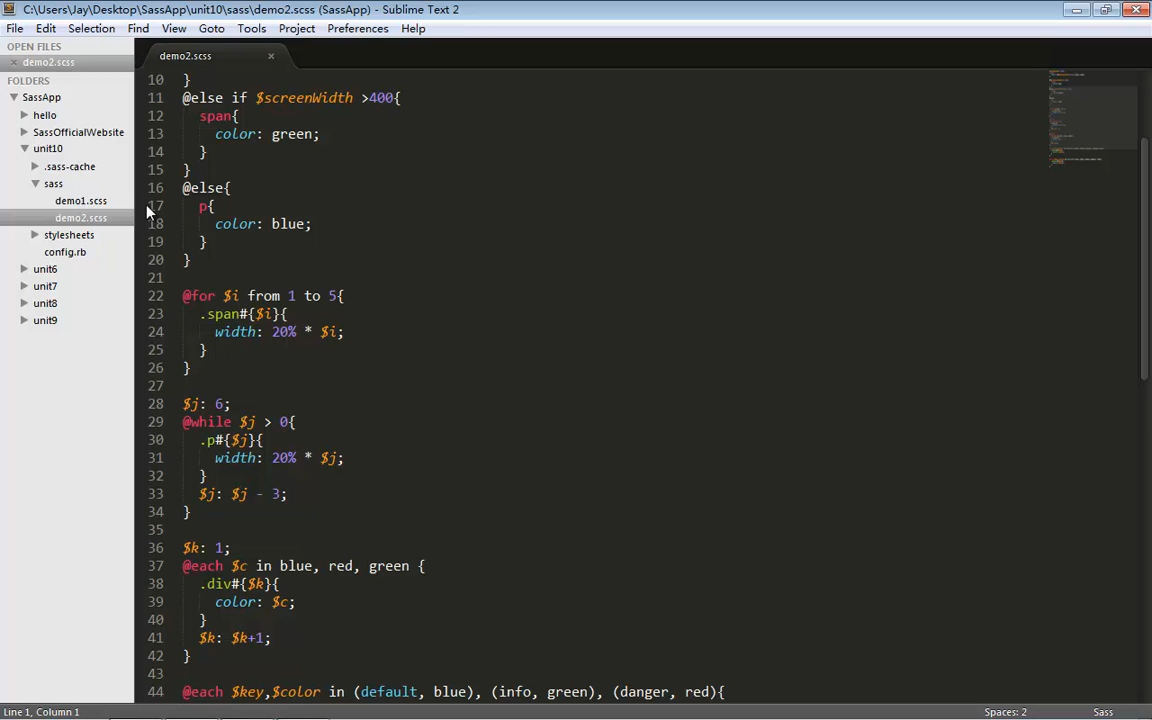 C:\Users\Jay\Desktop\SassApp\unit10\sass\demo2.scss (SassApp) - Sublime Text 2
File Edit Selection Find View Goto Tools Project Preferences Help
OPEN FILES
demo2.scss
FOLDERS
SassApp
hello
SassOfficialWebsite
unit10
.sass-cache
sass
demo1.scss
demo2.scss
stylesheets
config.rb
unit6
unit7
unit8
unit9
demo2.scss
10 }
11 @else if $screenWidth >400{
12 span{
13 color: green;
14 }
15 }
16 @else{
17 p{
18 color: blue;
19 }
20 }
21
22 @for $i from 1 to 5{
23 .span#{$i}{
24 width: 20% * $i;
25 }
26 }
27
28 $j: 6;
29 @while $j > 0{
30 .p#{$j}{
31 width: 20% * $j;
32 }
33 $j: $j - 3;
34 }
35
36 $k: 1;
37 @each $c in blue, red, green {
38 .div#{$k}{
39 color: $c;
40 }
41 $k: $k+1;
42 }
43
44 @each $key,$color in (default, blue), (info, green), (danger, red){
Line 1, Column 1
Spaces: 2
Sass